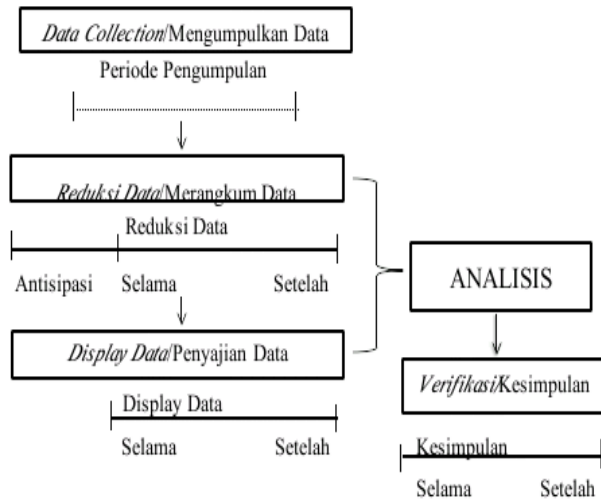 Data Collection/Mengumpulkan Data
Periode Pengumpulan
Reduksi Data/Merangkum Data
Reduksi Data
Antisipasi Selama Setelah
Display Data/Penyajian Data
Display Data
Selama Setelah
ANALISIS
Verifikasi/Kesimpulan
Kesimpulan
Selama Setelah